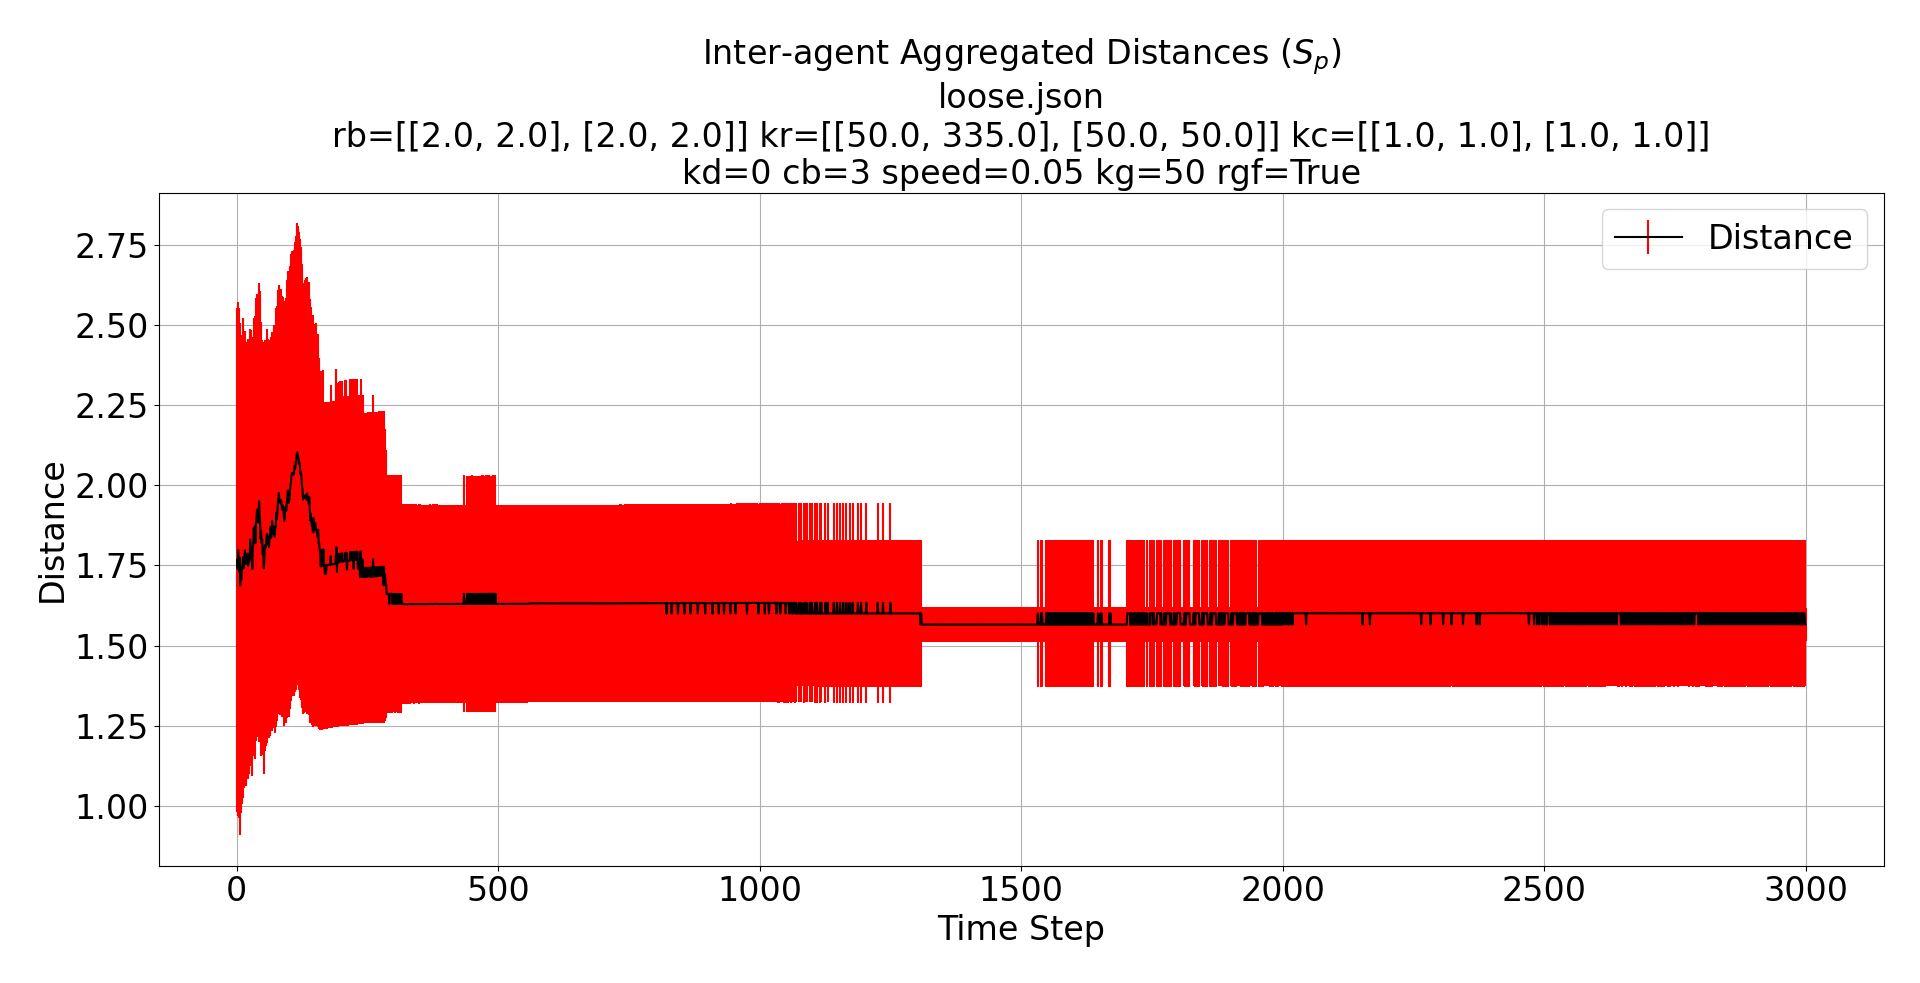 Inter-agent Aggregated Distances (S_p)
loose.json
rb=[[2.0, 2.0], [2.0, 2.0]] kr=[[50.0, 335.0], [50.0, 50.0]] kc=[[1.0, 1.0], [1.0, 1.0]]
kd=0 cb=3 speed=0.05 kg=50 rgf=True
Distance
2.75
2.50
2.25
2.00
1.75
1.50
1.25
1.00
Distance
0 500 1000 1500 2000 2500 3000
Time Step